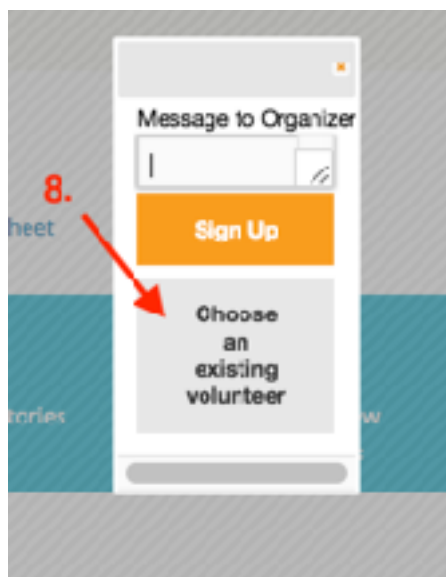 Message to Organizer
8.
heet
Sign Up
Choose
an
existing
volunteer
tories
w